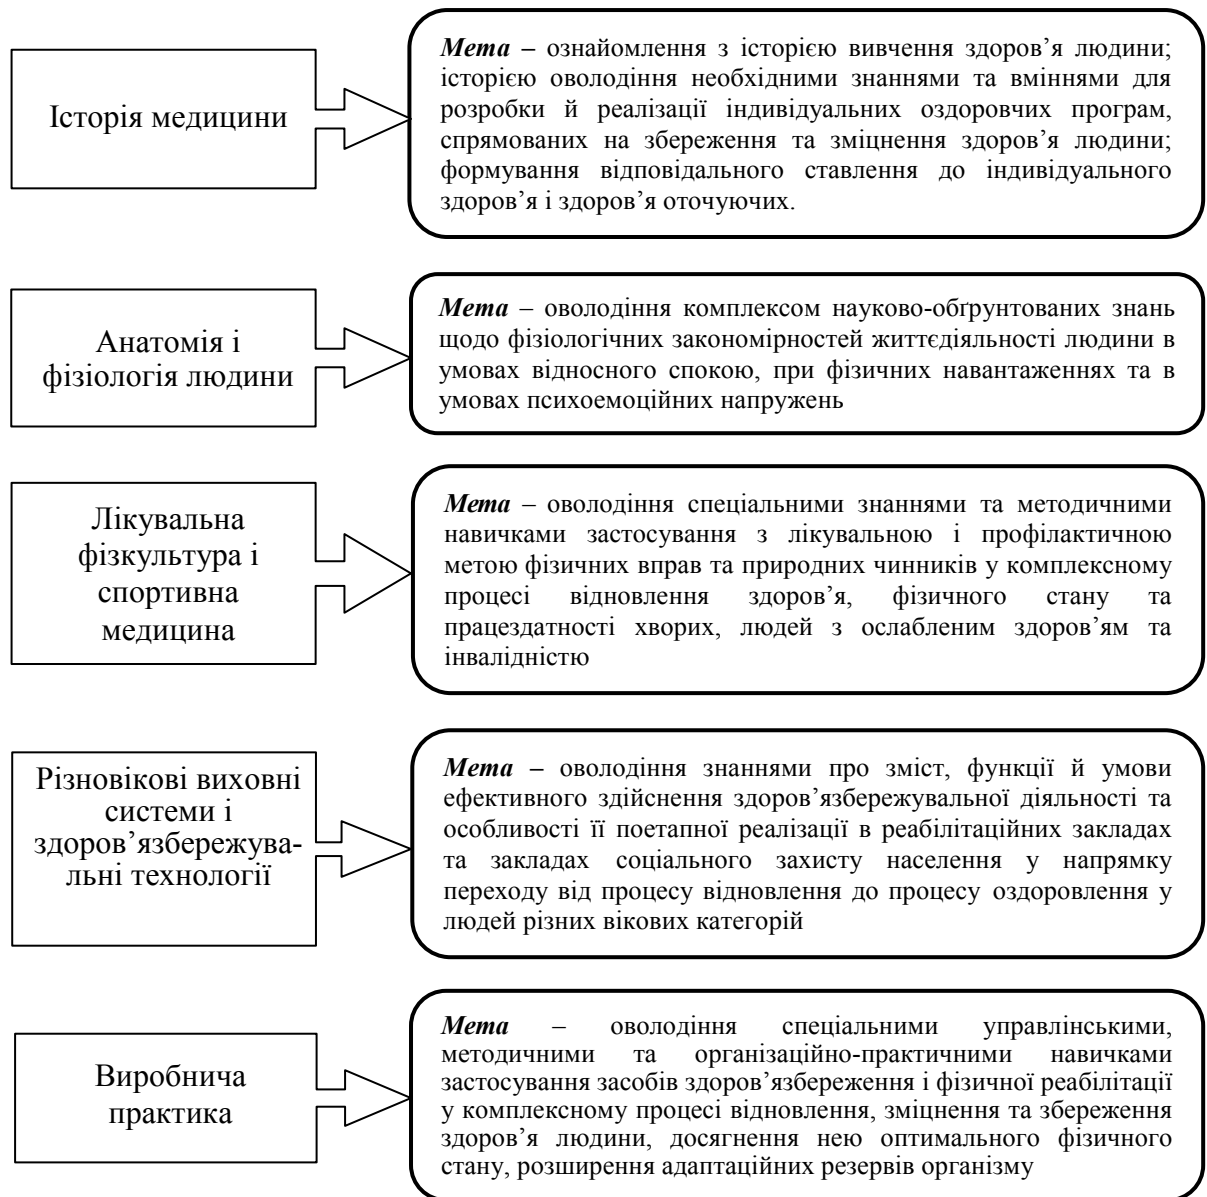 Історія медицини
Мета – ознайомлення з історією вивчення здоров’я людини;
історією оволодіння необхідними знаннями та вміннями для
розробки й реалізації індивідуальних оздоровчих програм,
спрямованих на збереження та зміцнення здоров’я людини;
формування відповідального ставлення до індивідуального
здоров’я і здоров’я оточуючих.
Анатомія і
фізіологія людини
Мета – оволодіння комплексом науково-обґрунтованих знань
щодо фізіологічних закономірностей життєдіяльності людини в
умовах відносного спокою, при фізичних навантаженнях та в
умовах психоемоційних напружень
Лікувальна
фізкультура і
спортивна
медицина
Мета – оволодіння спеціальними знаннями та методичними
навичками застосування з лікувальною і профілактичною
метою фізичних вправ та природних чинників у комплексному
процесі відновлення здоров’я, фізичного стану та
працездатності хворих, людей з ослабленим здоров’ям та
інвалідністю
Різновікові виховні
системи і
здоров’язбережува-
льні технології
Мета – оволодіння знаннями про зміст, функції й умови
ефективного здійснення здоров’язбережувальної діяльності та
особливості її поетапної реалізації в реабілітаційних закладах
та закладах соціального захисту населення у напрямку
переходу від процесу відновлення до процесу оздоровлення у
людей різних вікових категорій
Виробнича
практика
Мета – оволодіння спеціальними управлінськими,
методичними та організаційно-практичними навичками
застосування засобів здоров’язбереження і фізичної реабілітації
у комплексному процесі відновлення, зміцнення та збереження
здоров’я людини, досягнення нею оптимального фізичного
стану, розширення адаптаційних резервів організму